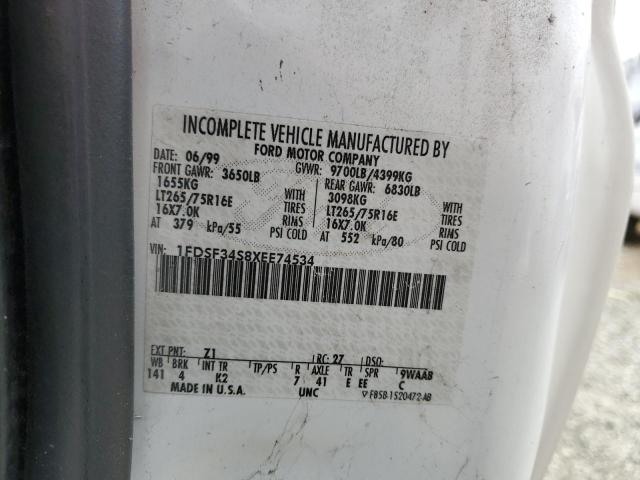 INCOMPLETE VEHICLE MANUFACTURED BY
FORD MOTOR COMPANY
DATE: 06/99 GVWR: 9700LB/4399KG
FRONT GAWR: 3650LB REAR GAWR: 6830LB
1655KG WITH 3098KG WITH
LT265/75R16E TIRES LT265/75R16E TIRES
16X7.0K RIMS 16X7.0K RIMS
AT 379 kPa/55 PSI COLD AT 552 kPa/80 PSI COLD
VIN: 1FDSF34S8XEE74534
EXT PNT: Z1 RC: 27 DSO:
WB BRK INT TR TP/PS R AXLE TR SPR 9WAAB
141 4 K2 7 41 E EE C
MADE IN U.S.A. UNC F85B-1520472-AB